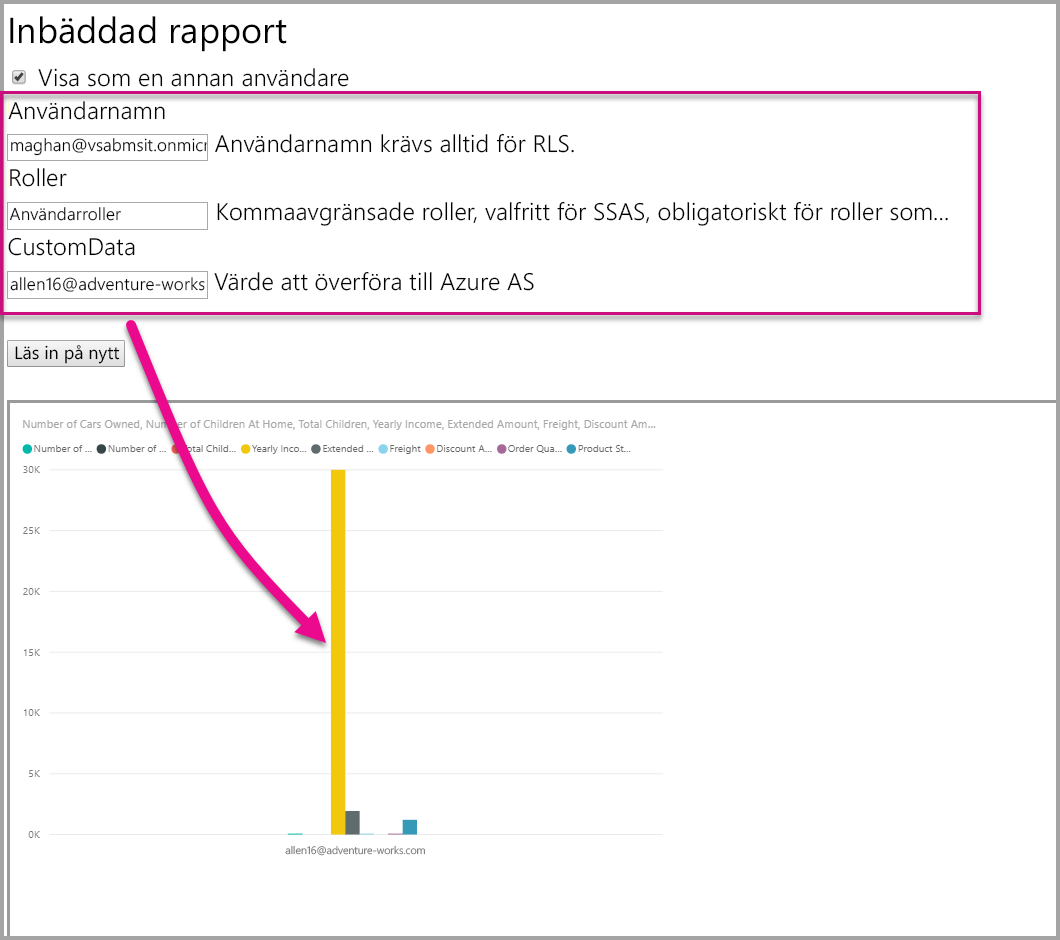 Inbäddad rapport
Visa som en annan användare
Användarnamn
maghan@vsabmsit.onmicr Användarnamn krävs alltid för RLS.
Roller
Användarroller Kommaavgränsade roller, valfritt för SSAS, obligatoriskt för roller som...
CustomData
allen16@adventure-works Värde att överföra till Azure AS
Läs in på nytt
Number of Cars Owned, Number of Children At Home, Total Children, Yearly Income, Extended Amount, Freight, Discount Am...
Number of ... Number of ... Total Child... Yearly Inco... Extended ... Freight Discount A... Order Qua... Product St...
30K
25K
20K
15K
10K
5K
0K
allen16@adventure-works.com